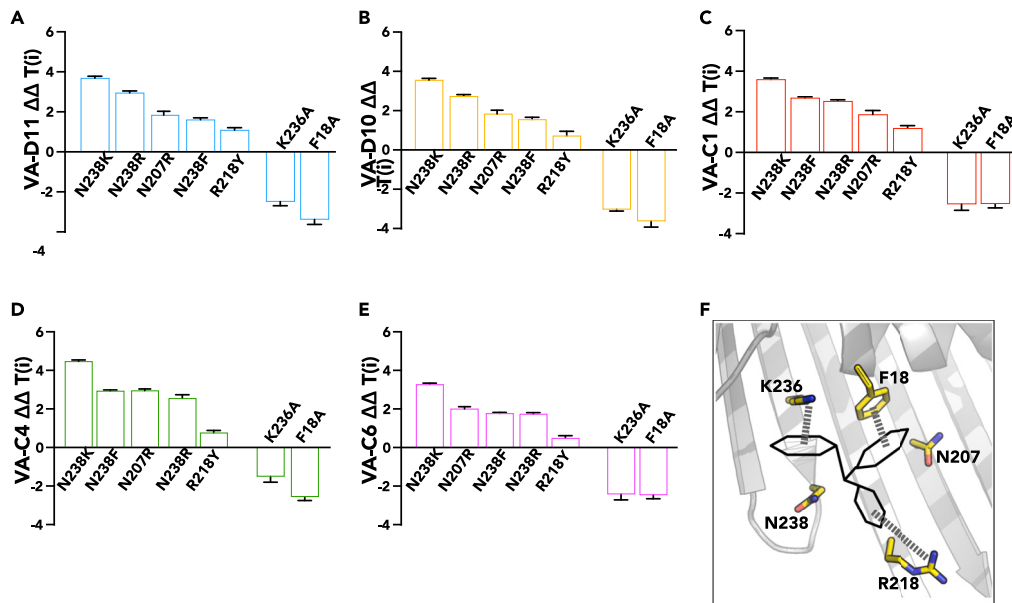 A
VA-D11 ΔΔ T(i)
6
4
2
0
-2
-4
N238K
N238R
N207R
N238F
R218Y
K236A
F18A
B
VA-D10 ΔΔ
T(i)
6
4
2
0
-2
-4
N238K
N238R
N207R
N238F
R218Y
K236A
F18A
C
VA-C1 ΔΔ T(i)
6
4
2
0
-2
-4
N238K
N238F
N238R
N207R
R218Y
K236A
F18A
D
VA-C4 ΔΔ T(i)
6
4
2
0
-2
-4
N238K
N238F
N207R
N238R
R218Y
K236A
F18A
E
VA-C6 ΔΔ T(i)
6
4
2
0
-2
-4
N238K
N207R
N238F
N238R
R218Y
K236A
F18A
F
F18
K236
N207
N238
R218